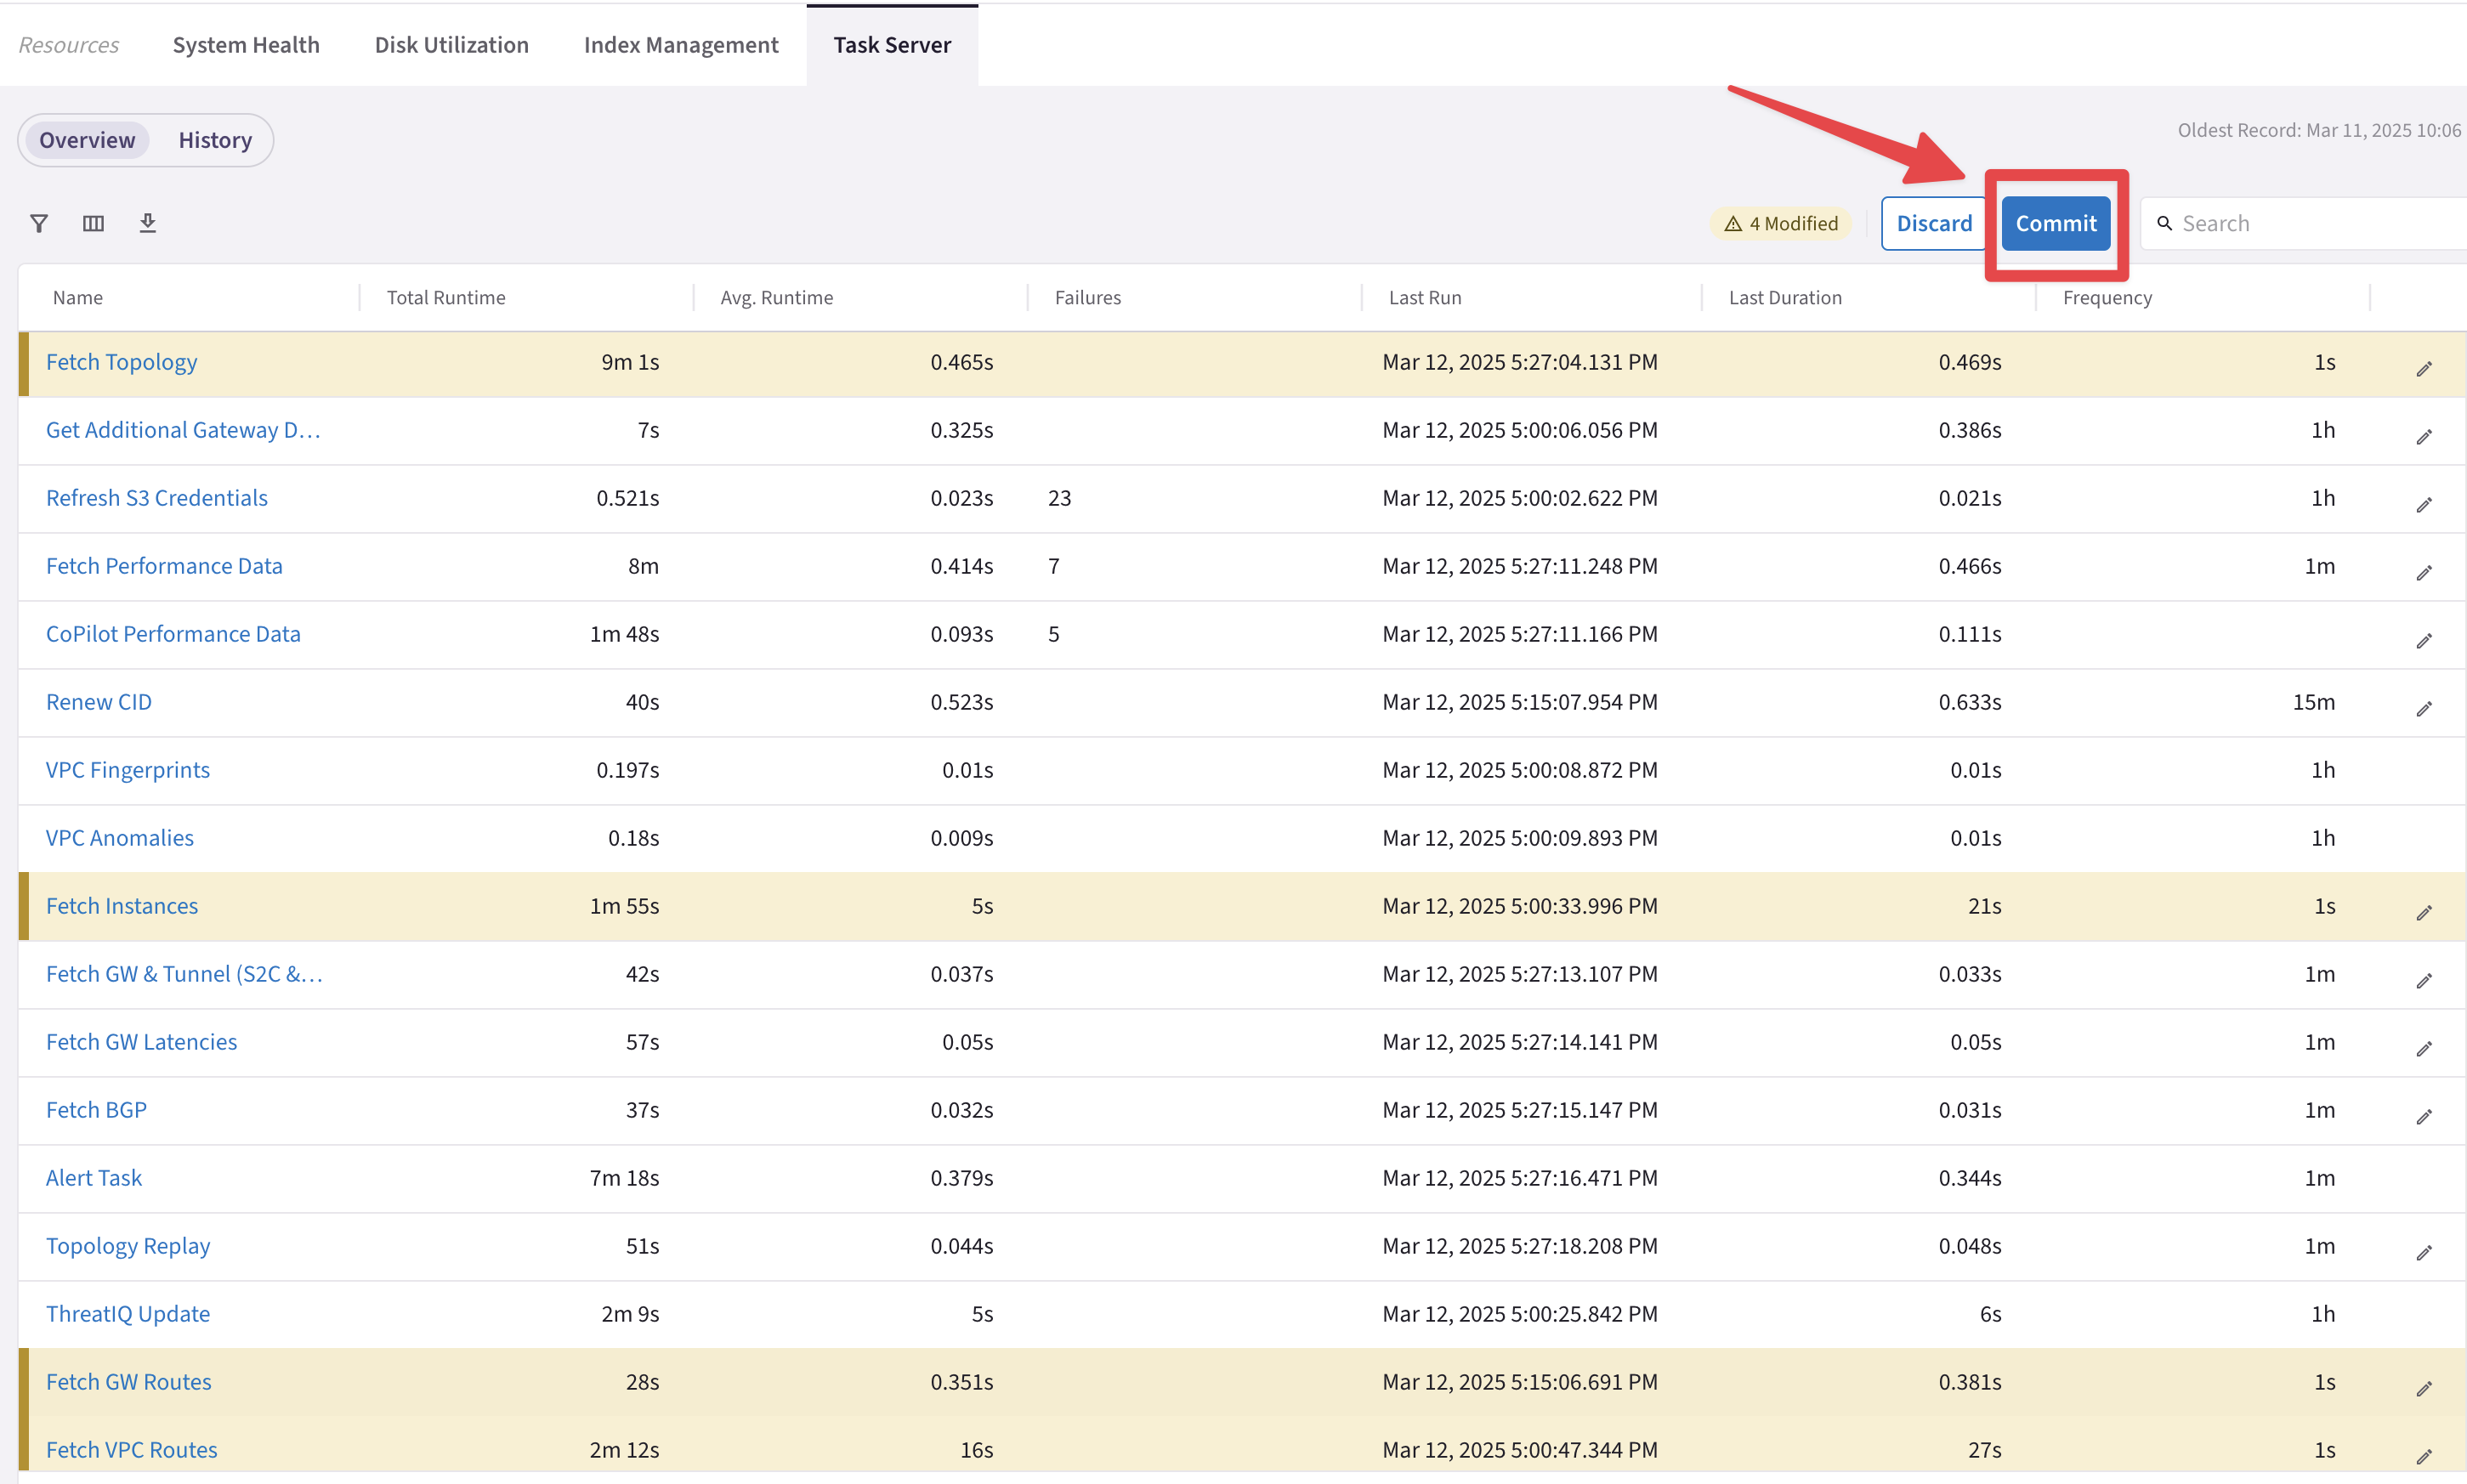 Resources System Health Disk Utilization Index Management Task Server
Overview History
Oldest Record: Mar 11, 2025 10:06
4 Modified Discard Commit Search
Name Total Runtime Avg. Runtime Failures Last Run Last Duration Frequency
Fetch Topology 9m 1s 0.465s Mar 12, 2025 5:27:04.131 PM 0.469s 1s
Get Additional Gateway D… 7s 0.325s Mar 12, 2025 5:00:06.056 PM 0.386s 1h
Refresh S3 Credentials 0.521s 0.023s 23 Mar 12, 2025 5:00:02.622 PM 0.021s 1h
Fetch Performance Data 8m 0.414s 7 Mar 12, 2025 5:27:11.248 PM 0.466s 1m
CoPilot Performance Data 1m 48s 0.093s 5 Mar 12, 2025 5:27:11.166 PM 0.111s
Renew CID 40s 0.523s Mar 12, 2025 5:15:07.954 PM 0.633s 15m
VPC Fingerprints 0.197s 0.01s Mar 12, 2025 5:00:08.872 PM 0.01s 1h
VPC Anomalies 0.18s 0.009s Mar 12, 2025 5:00:09.893 PM 0.01s 1h
Fetch Instances 1m 55s 5s Mar 12, 2025 5:00:33.996 PM 21s 1s
Fetch GW & Tunnel (S2C &… 42s 0.037s Mar 12, 2025 5:27:13.107 PM 0.033s 1m
Fetch GW Latencies 57s 0.05s Mar 12, 2025 5:27:14.141 PM 0.05s 1m
Fetch BGP 37s 0.032s Mar 12, 2025 5:27:15.147 PM 0.031s 1m
Alert Task 7m 18s 0.379s Mar 12, 2025 5:27:16.471 PM 0.344s 1m
Topology Replay 51s 0.044s Mar 12, 2025 5:27:18.208 PM 0.048s 1m
ThreatIQ Update 2m 9s 5s Mar 12, 2025 5:00:25.842 PM 6s 1h
Fetch GW Routes 28s 0.351s Mar 12, 2025 5:15:06.691 PM 0.381s 1s
Fetch VPC Routes 2m 12s 16s Mar 12, 2025 5:00:47.344 PM 27s 1s